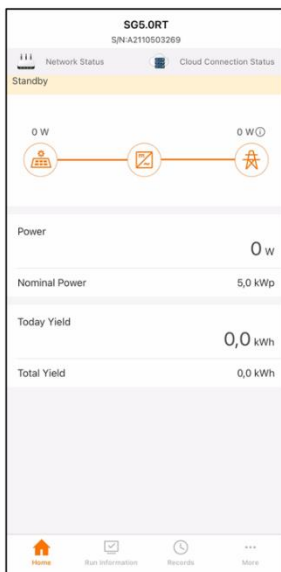 SG5.0RT
S/N:A2110503269
Network Status Cloud Connection Status
Standby
0 W 0 W
Power
0 W
Nominal Power 5,0 kWp
Today Yield
0,0 kWh
Total Yield 0,0 kWh
Home Run Information Records More